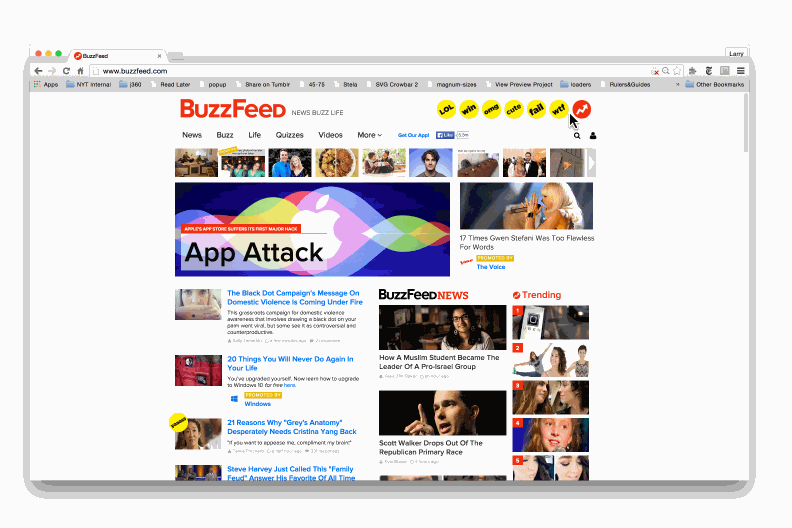 BuzzFeed
Larry
www.buzzfeed.com
Apps
NYT Internal
j360
Read Later
popup
Share on Tumblr
45-75
Stela
SVG Crowbar 2
magnum-sizes
View Preview Project
loaders
Rulers&Guides
Other Bookmarks
BuzzFeed NEWS BUZZ LIFE
LOL win omg cute fail wtf
News Buzz Life Quizzes Videos More
Get Our App!
Like
APPLE'S APP STORE SUFFERS ITS FIRST MAJOR HACK
App Attack
17 Times Gwen Stefani Was Too Flawless
For Words
PROMOTED BY
The Voice
The Black Dot Campaign's Message On
Domestic Violence Is Coming Under Fire
This grassroots campaign for domestic violence
awareness that involves drawing a black dot on your
palm went viral, but some see it as controversial and
counterproductive.
20 Things You Will Never Do Again In
Your Life
You've upgraded yourself. Now learn how to upgrade
to Windows 10 for free here.
PROMOTED BY
Windows
21 Reasons Why "Grey's Anatomy"
Desperately Needs Cristina Yang Back
"If you want to appease me, compliment my brain!"
Steve Harvey Just Called This "Family
Feud" Answer His Favorite Of All Time
BuzzFeed NEWS
How A Muslim Student Became The
Leader Of A Pro-Israel Group
Scott Walker Drops Out Of The
Republican Primary Race
Trending
1
UBER
2
3
4
5